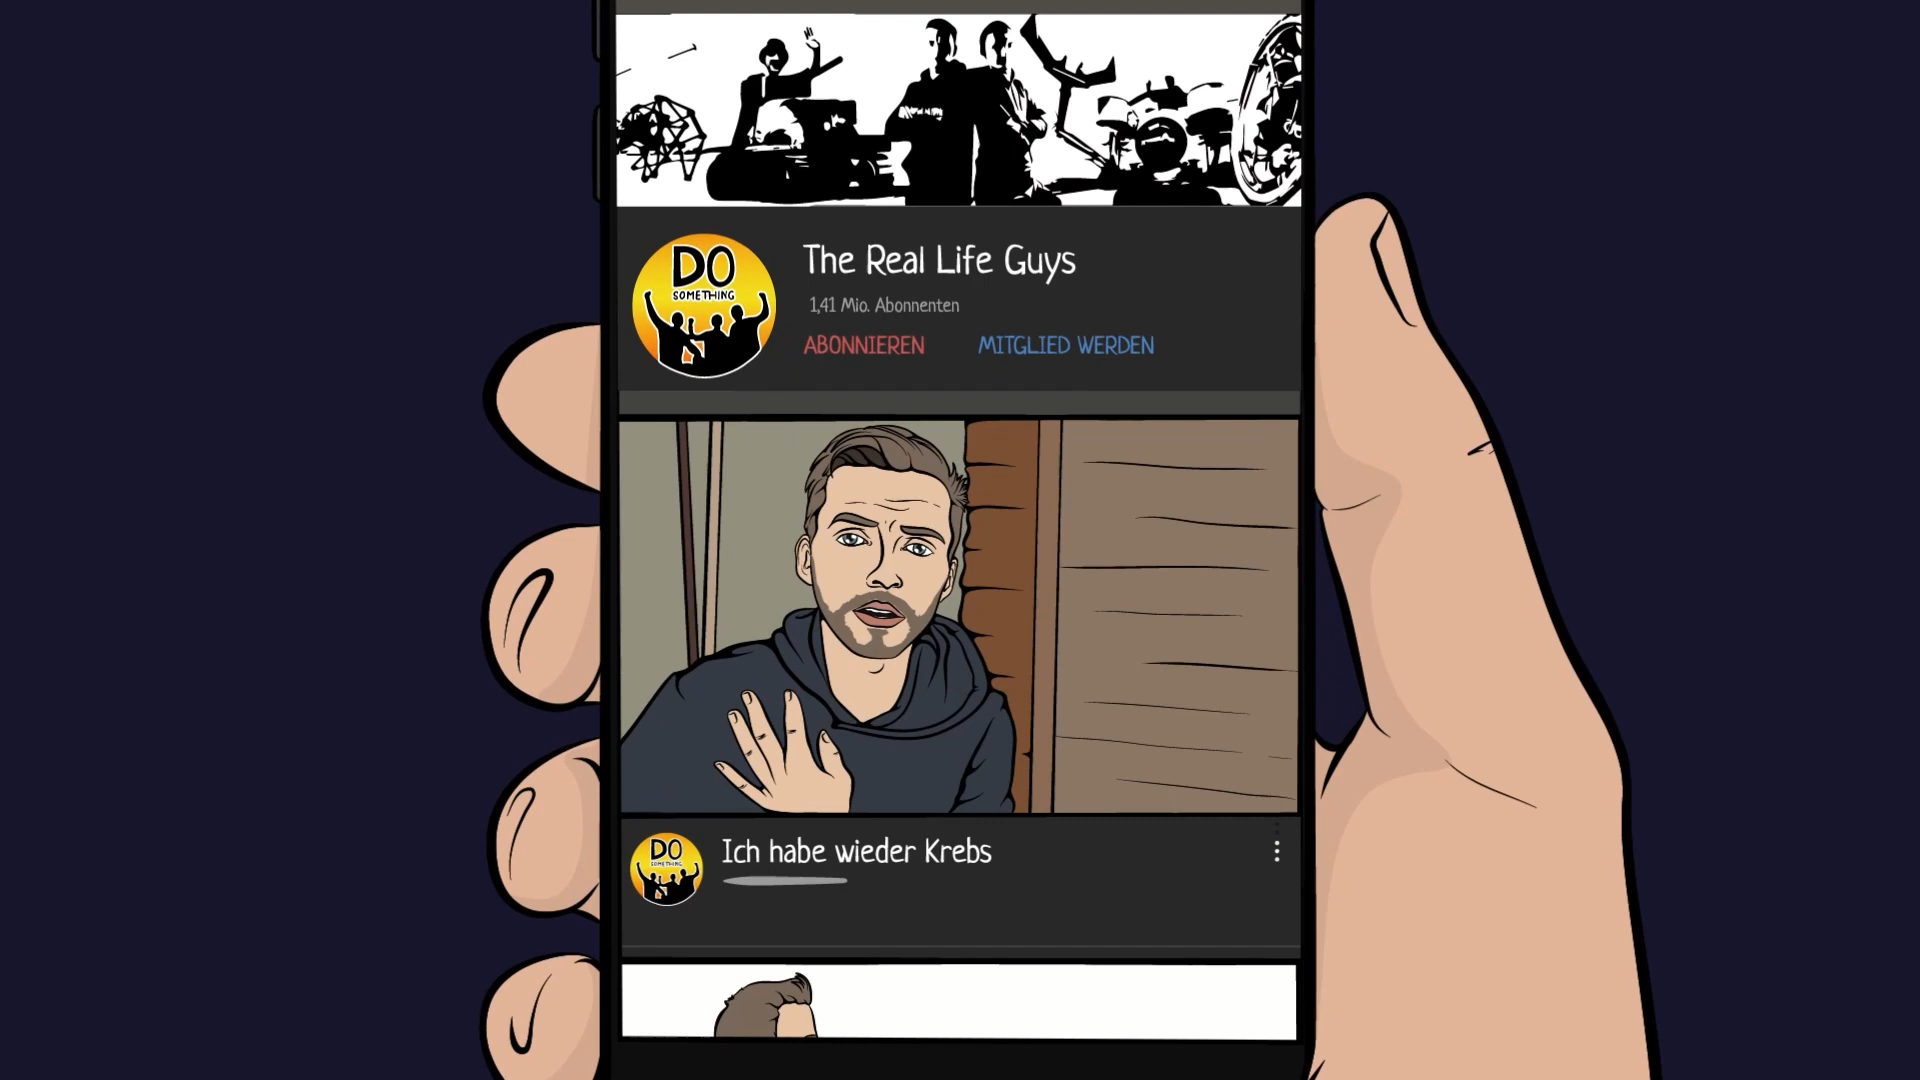 DO
SOMETHING
The Real Life Guys
1,41 Mio. Abonnenten
ABONNIEREN MITGLIED WERDEN
DO
SOMETHING
Ich habe wieder Krebs